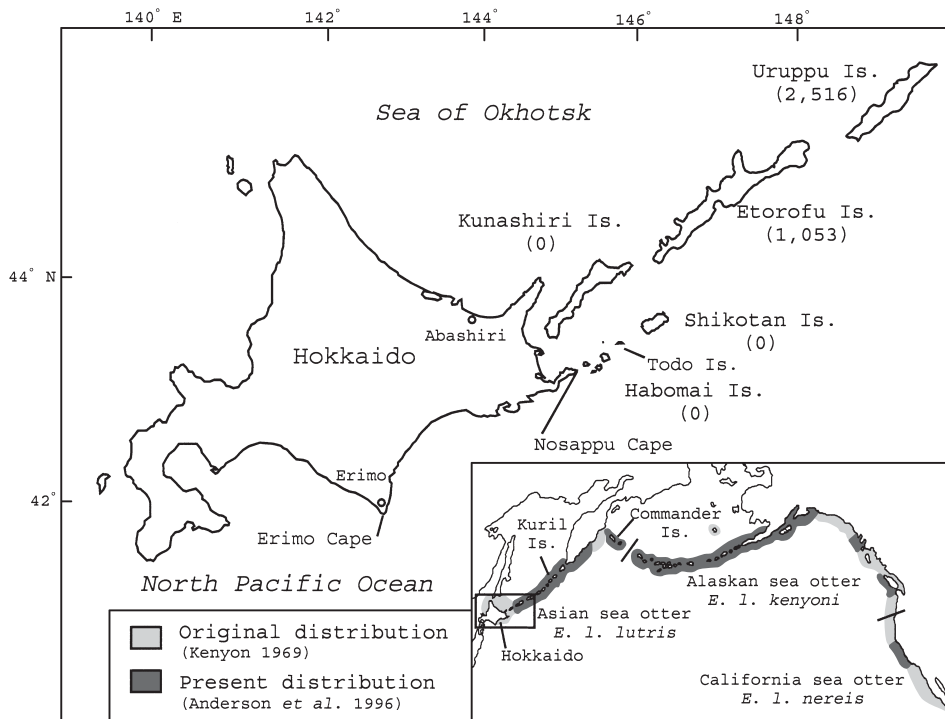 140° E
142°
144°
146°
148°
Uruppu Is.
(2,516)
Sea of Okhotsk
Kunashiri Is.
(0)
Etorofu Is.
(1,053)
44° N
Abashiri
Shikotan Is.
(0)
Hokkaido
Todo Is.
Habomai Is.
(0)
Nosappu Cape
Erimo
42°
Erimo Cape
North Pacific Ocean
Original distribution
(Kenyon 1969)
Present distribution
(Anderson et al. 1996)
Kuril
Is.
Commander
Is.
Alaskan sea otter
E. l. kenyoni
Asian sea otter
E. l. lutris
Hokkaido
California sea otter
E. l. nereis